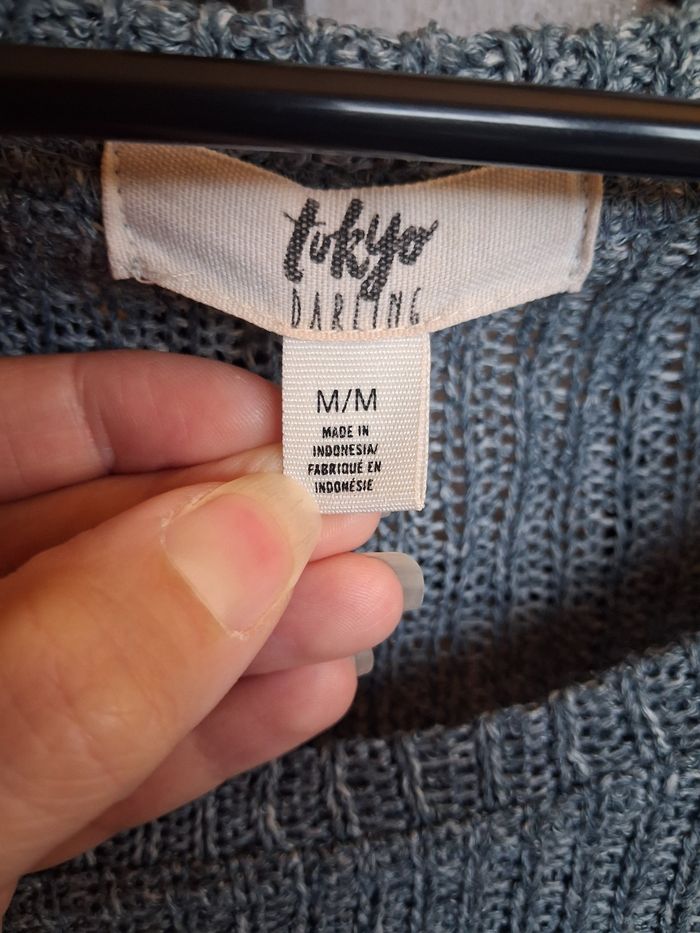 tokyo
DARLING
M/M
MADE IN
INDONESIA/
FABRIQUÉ EN
INDONÉSIE